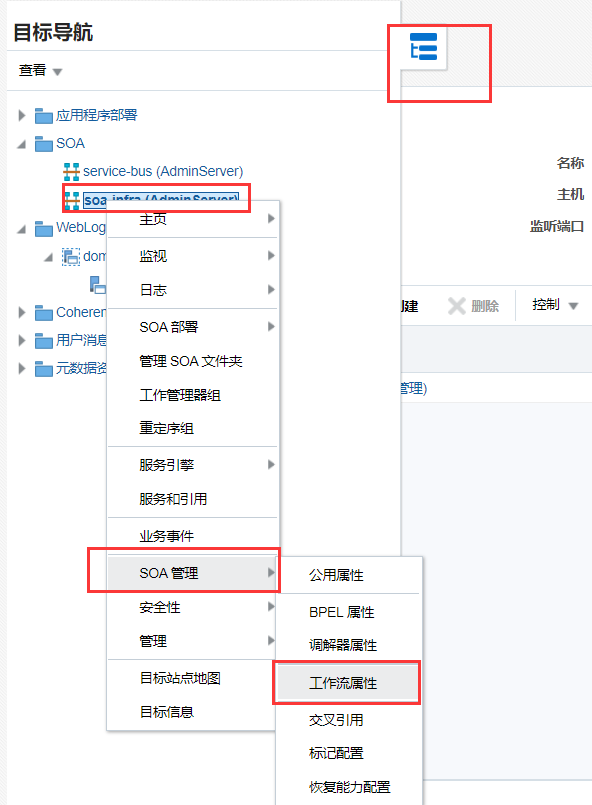 目标导航
查看
应用程序部署
SOA
service-bus (AdminServer)
soa-infra (AdminServer)
WebLog
dom
Coheren
用户消息
元数据资
主页
监视
日志
SOA 部署
管理 SOA 文件夹
工作管理器组
重定序组
服务引擎
服务和引用
业务事件
SOA 管理
安全性
管理
目标站点地图
目标信息
公用属性
BPEL 属性
调解器属性
工作流属性
交叉引用
标记配置
恢复能力配置
名称
主机
监听端口
建
删除
控制
管理)